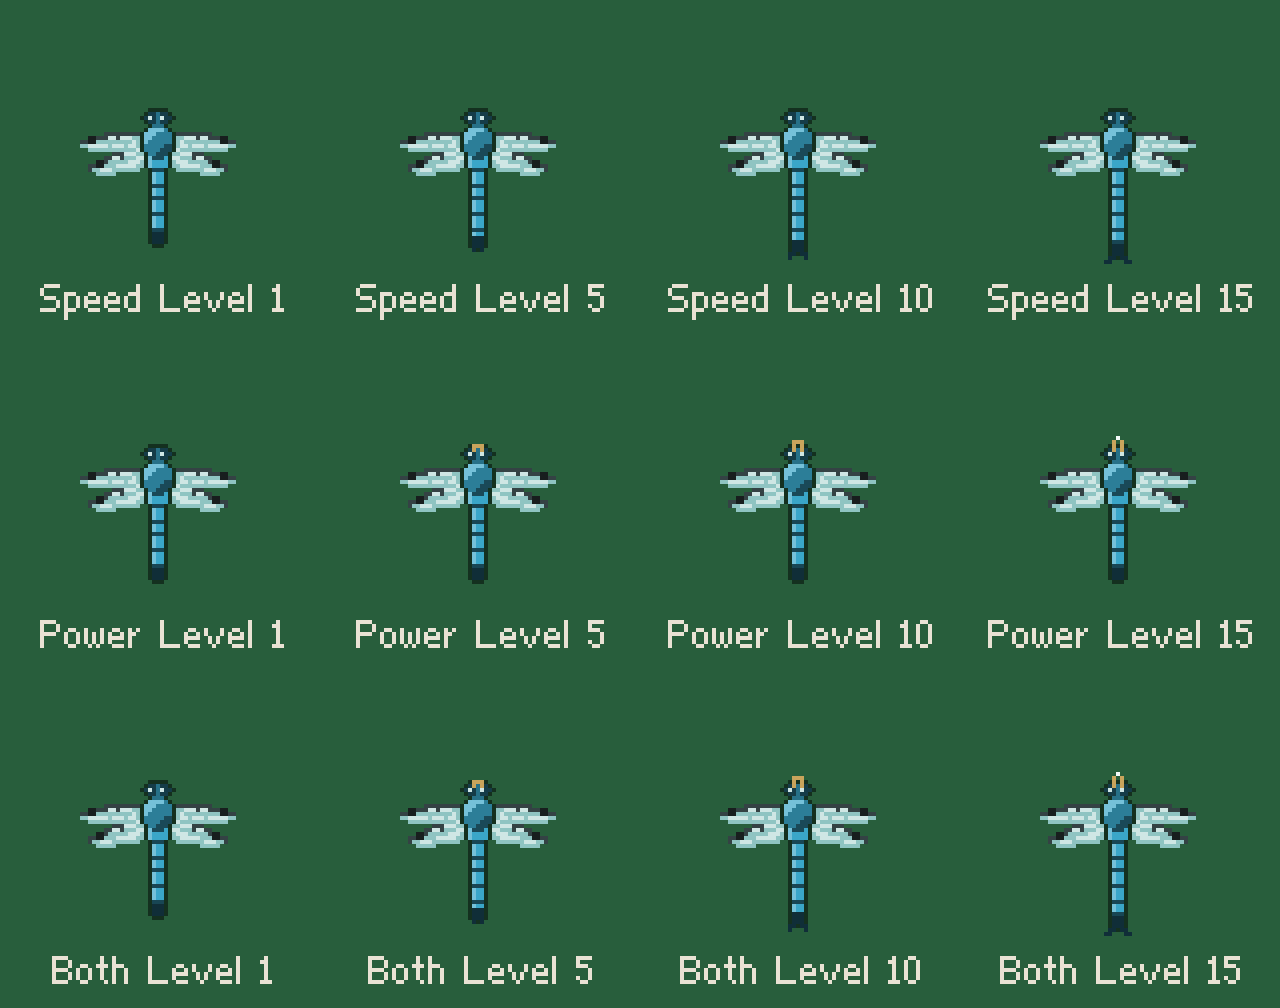 Speed Level 1
Speed Level 5
Speed Level 10
Speed Level 15
Power Level 1
Power Level 5
Power Level 10
Power Level 15
Both Level 1
Both Level 5
Both Level 10
Both Level 15